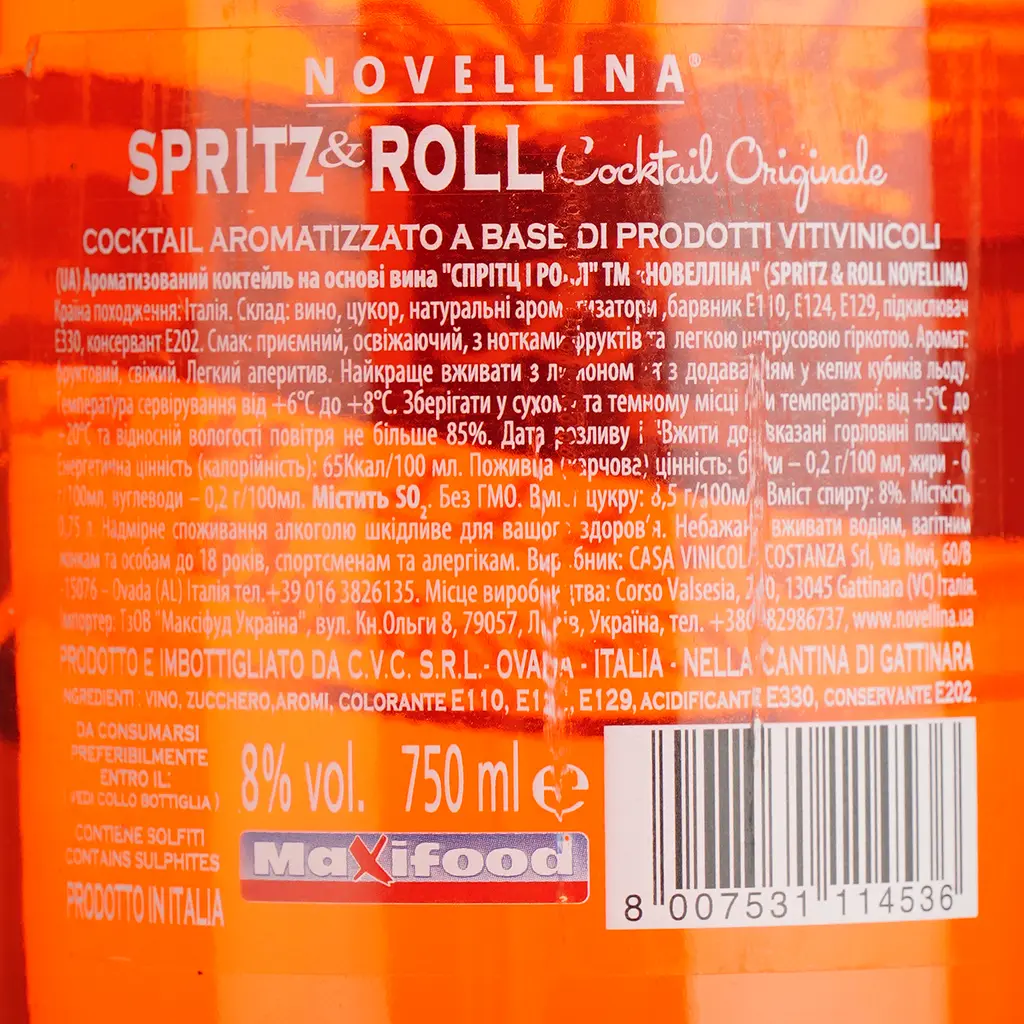 NOVELLINA®
SPRITZ & ROLL Cocktail Originale
COCKTAIL AROMATIZZATO A BASE DI PRODOTTI VITIVINICOLI
(UA) Ароматизований коктейль на основі вина "СПРІТЦ І РОЛЛ" ТМ "НОВЕЛЛІНА" (SPRITZ & ROLL NOVELLINA)
Країна походження: Італія. Склад: вино, цукор, натуральні ароматизатори, барвник E110, E124, E129, підкислювач
E330, консервант E202. Смак: приємний, освіжаючий, з нотками фруктів та легкою цитрусовою гіркотою. Аромат:
фруктовий, свіжий. Легкий аперитив. Найкраще вживати з лимоном та з додаванням у келих кубиків льоду.
Температура сервірування від +6°C до +8°C. Зберігати у сухому та темному місці при температурі: від +5°C до
+20°C та відносній вологості повітря не більше 85%. Дата розливу і "Вжити до" вказані горловині пляшки.
Енергетична цінність (калорійність): 65Ккал/100 мл. Поживна (харчова) цінність: білки – 0,2 г/100 мл, жири - 0
г/100мл, вуглеводи – 0,2 г/100мл. Містить SO2. Без ГМО. Вміст цукру: 8,5 г/100мл Вміст спирту: 8%. Місткість
0,75 л. Надмірне споживання алкоголю шкідливе для вашого здоров'я. Небажано вживати водіям, вагітним
жінкам та особам до 18 років, спортсменам та алергікам. Виробник: CASA VINICOLA COSTANZA Srl, Via Novi, 60/B
-15076 - Ovada (AL) Італія тел.+39 016 3826135. Місце виробництва: Corso Valsesia, 13045 Gattinara (VC) Італія.
Імпортер: ТзОВ "Максіфуд Україна", вул. Кн.Ольги 8, 79057, Львів, Україна, тел. www.novellina.ua
PRODOTTO E IMBOTTIGLIATO DA C.V.C. S.R.L.- OVADA - ITALIA - NELLA CANTINA DI GATTINARA
INGREDIENTI: VINO, ZUCCHERO,AROMI, COLORANTE E110, E124, E129, ACIDIFICANTE E330, CONSERVANTE E202.
DA CONSUMARSI
PREFERIBILMENTE
ENTRO IL:
(VEDI COLLO BOTTIGLIA)
CONTIENE SOLFITI
CONTAINS SULPHITES
PRODOTTO IN ITALIA
8% vol. 750 ml e
Maxifood
8 007531 114536